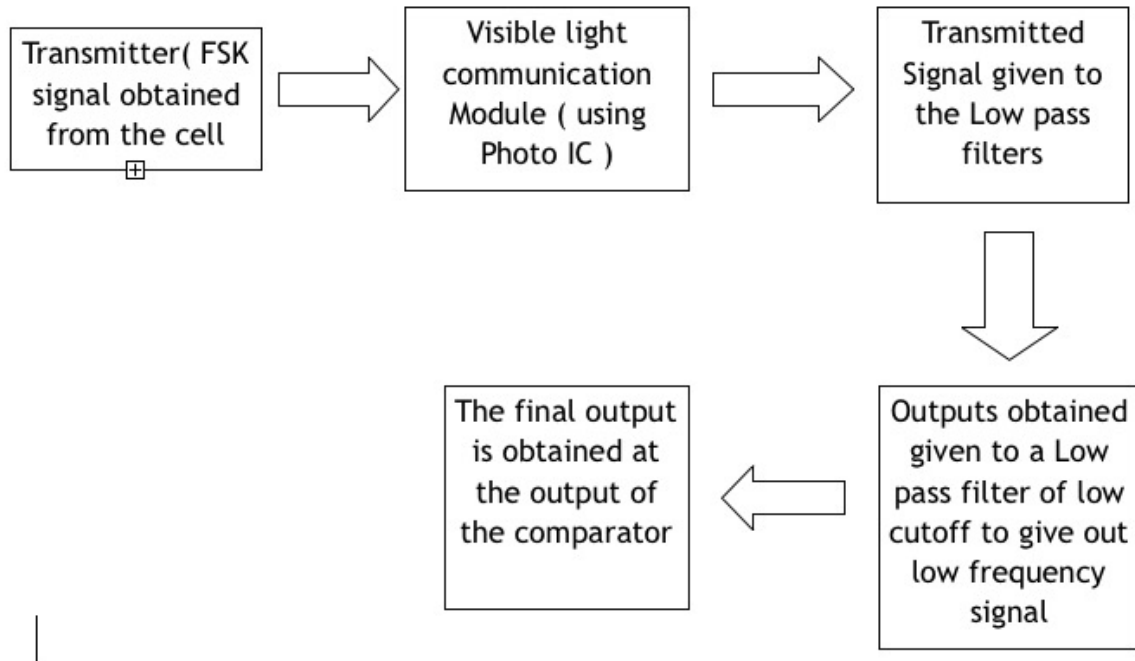 Transmitter( FSK
signal obtained
from the cell
Visible light
communication
Module ( using
Photo IC )
Transmitted
Signal given to
the Low pass
filters
Outputs obtained
given to a Low
pass filter of low
cutoff to give out
low frequency
signal
The final output
is obtained at
the output of
the comparator